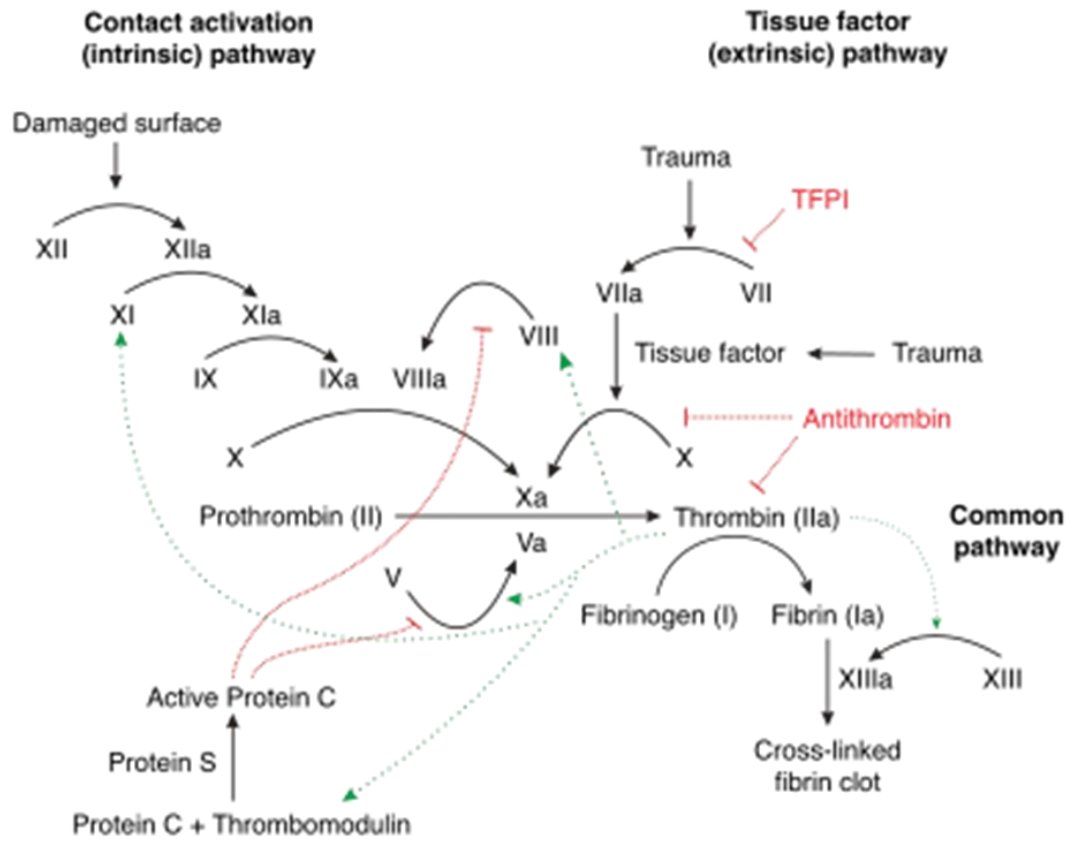 Contact activation
(intrinsic) pathway
Tissue factor
(extrinsic) pathway
Damaged surface
Trauma
TFPI
XII
XIIa
VIIa
VII
XI
XIa
VIII
Tissue factor
Trauma
IX
IXa
VIIIa
Antithrombin
X
X
Xa
Prothrombin (II)
Thrombin (IIa)
Common
pathway
Va
V
Fibrinogen (I)
Fibrin (Ia)
XIIIa
XIII
Active Protein C
Protein S
Cross-linked
fibrin clot
Protein C + Thrombomodulin